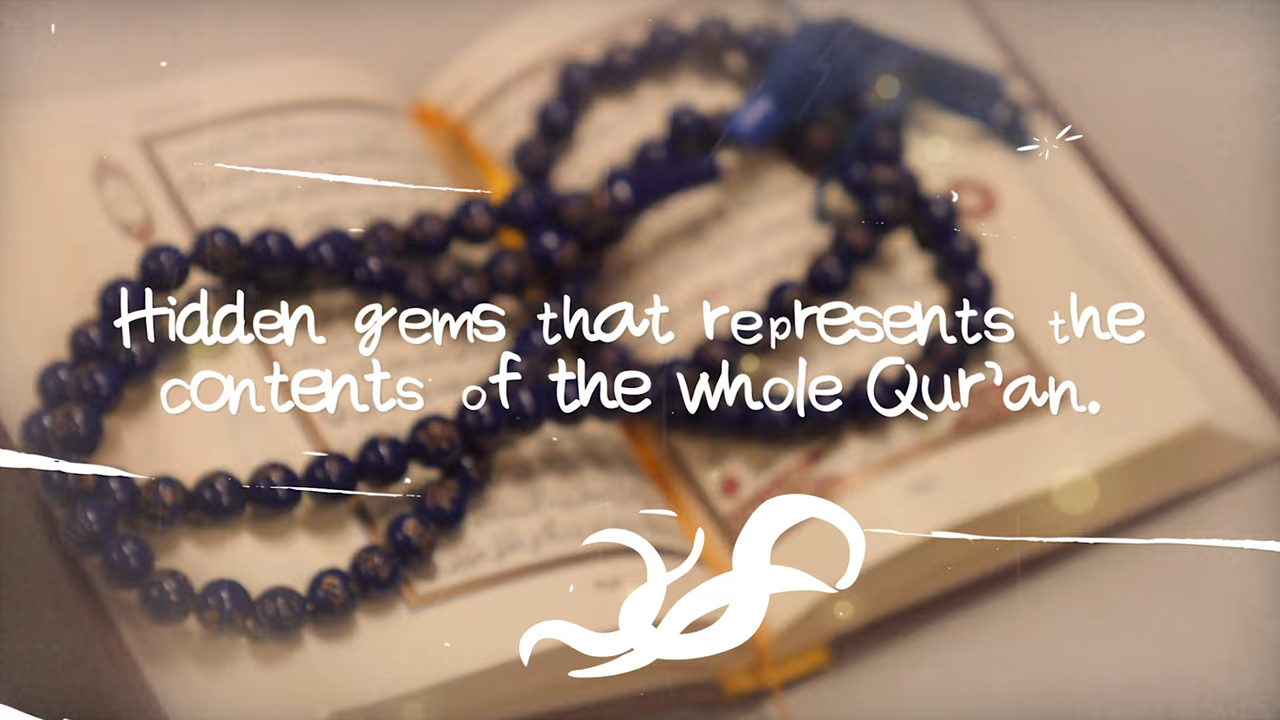 Hidden gems that represents the
contents of the whole Qur'an.